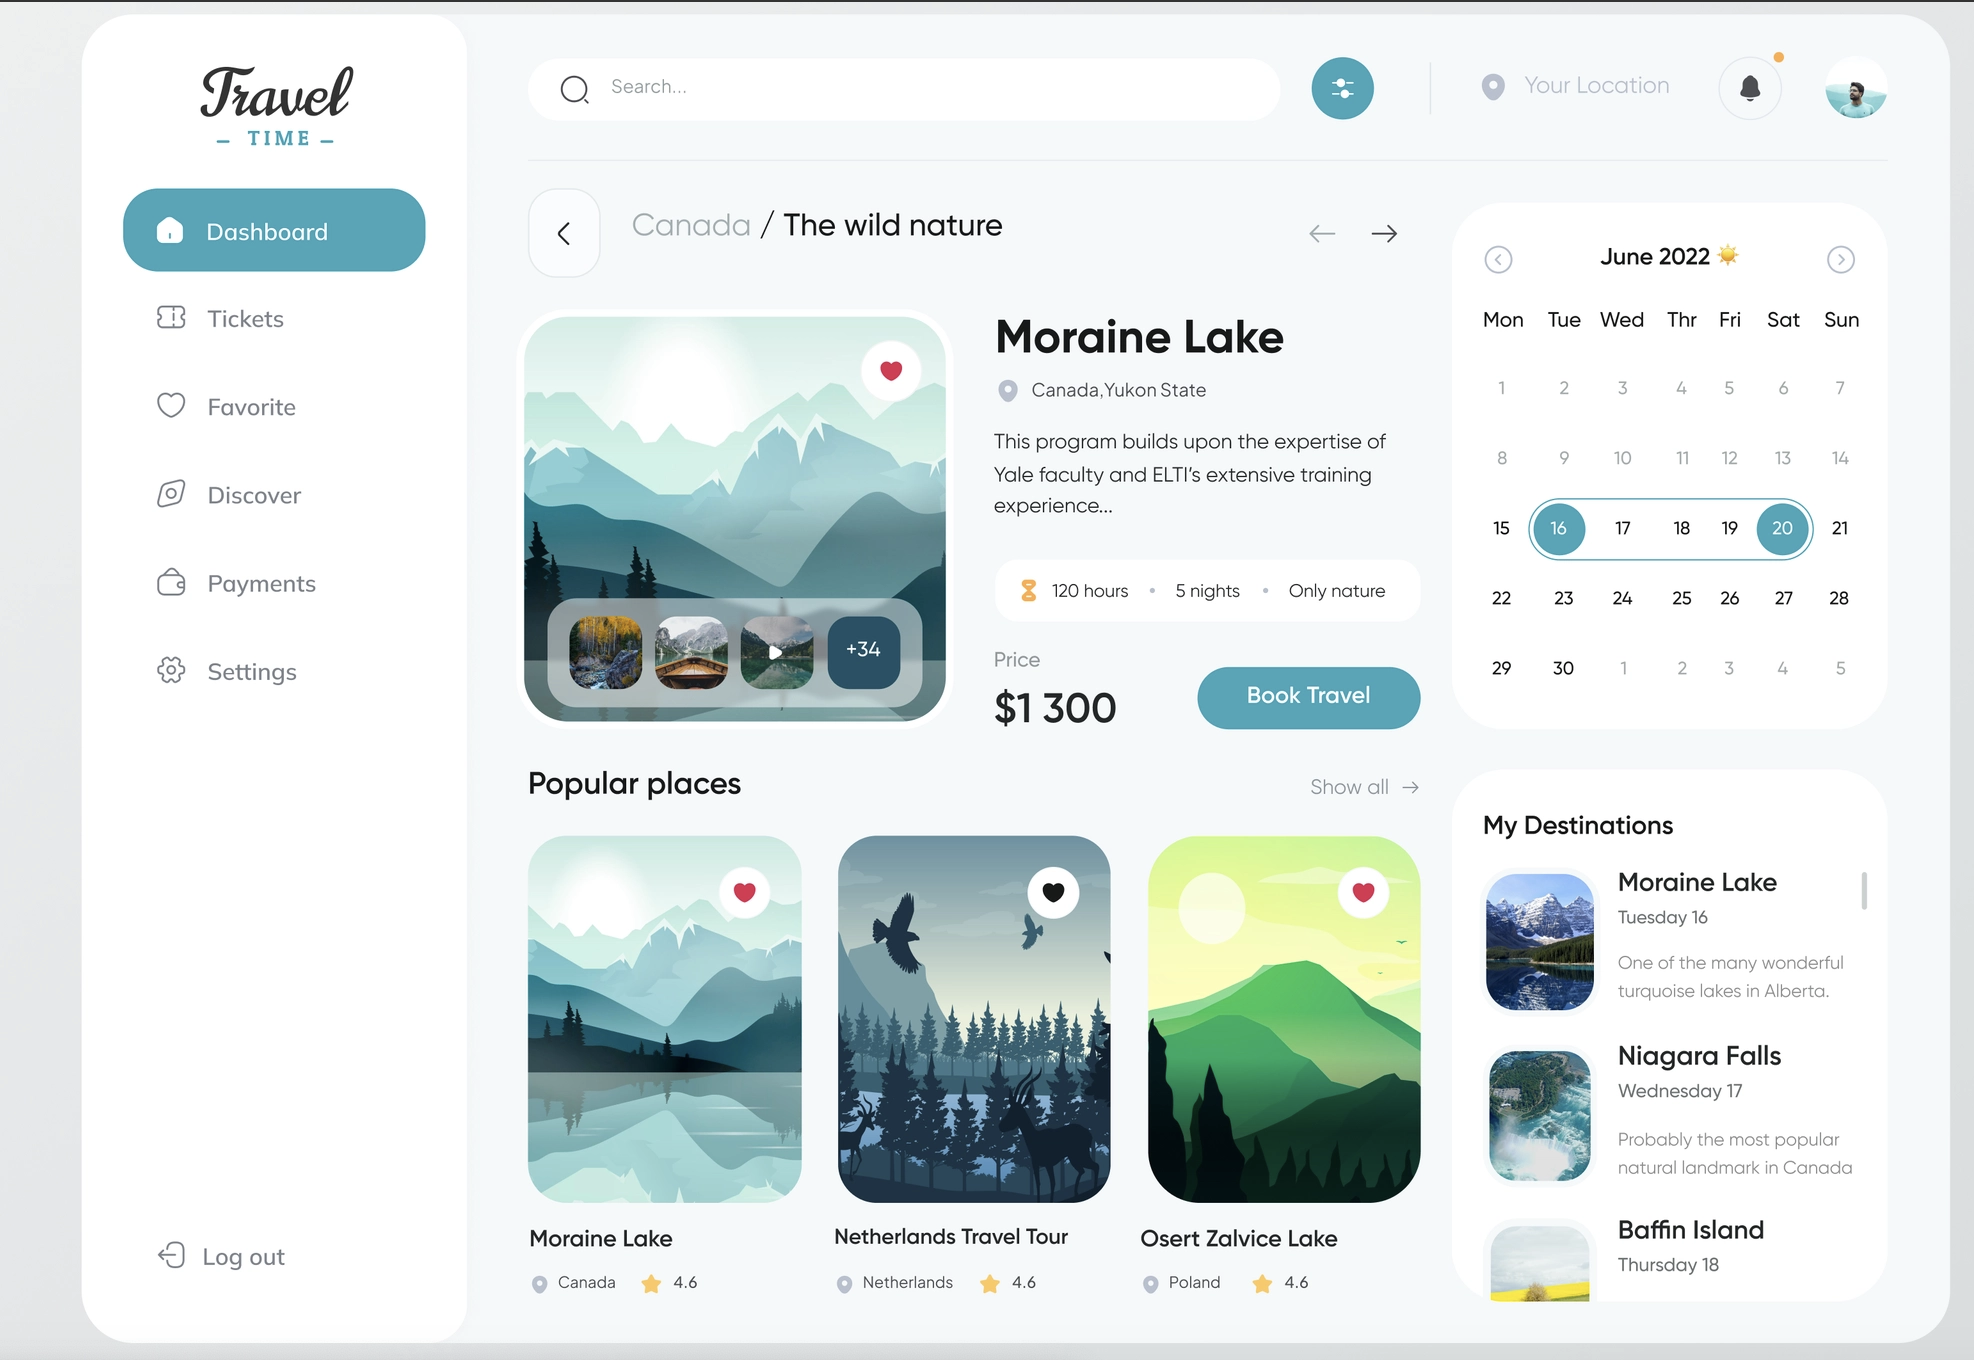 Travel
– TIME –
Dashboard
Tickets
Favorite
Discover
Payments
Settings
Log out
Search...
Your Location
Canada / The wild nature
+34
Moraine Lake
Canada,Yukon State
This program builds upon the expertise of
Yale faculty and ELTI's extensive training
experience...
120 hours • 5 nights • Only nature
Price
$1 300
Book Travel
June 2022
Mon Tue Wed Thr Fri Sat Sun
1 2 3 4 5 6 7
8 9 10 11 12 13 14
15 16 17 18 19 20 21
22 23 24 25 26 27 28
29 30 1 2 3 4 5
Popular places
Show all
Moraine Lake
Canada 4.6
Netherlands Travel Tour
Netherlands 4.6
Osert Zalvice Lake
Poland 4.6
My Destinations
Moraine Lake
Tuesday 16
One of the many wonderful
turquoise lakes in Alberta.
Niagara Falls
Wednesday 17
Probably the most popular
natural landmark in Canada
Baffin Island
Thursday 18